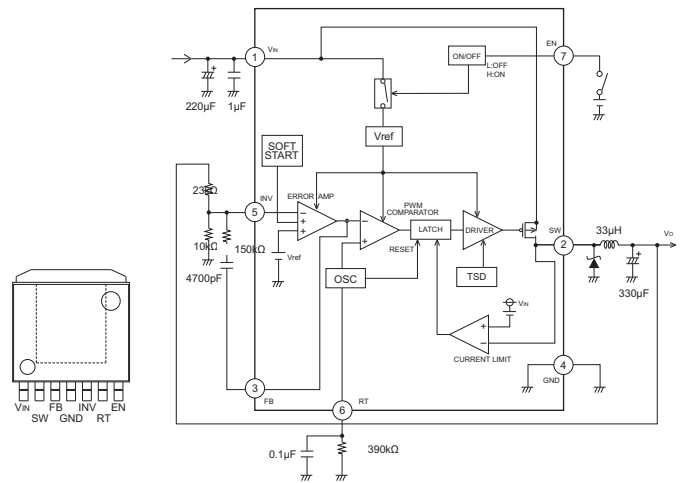 VIN
1
220μF
1μF
ON/OFF
L:OFF
H:ON
EN
7
Vref
SOFT
START
23kΩ
5
INV
ERROR AMP
10kΩ
150kΩ
4700pF
Vref
PWM
COMPARATOR
LATCH
RESET
DRIVER
OSC
TSD
SW
2
33μH
VO
330μF
VIN
CURRENT LIMIT
4
GND
3
FB
6
RT
0.1μF
390kΩ
VIN FB INV EN
SW GND RT